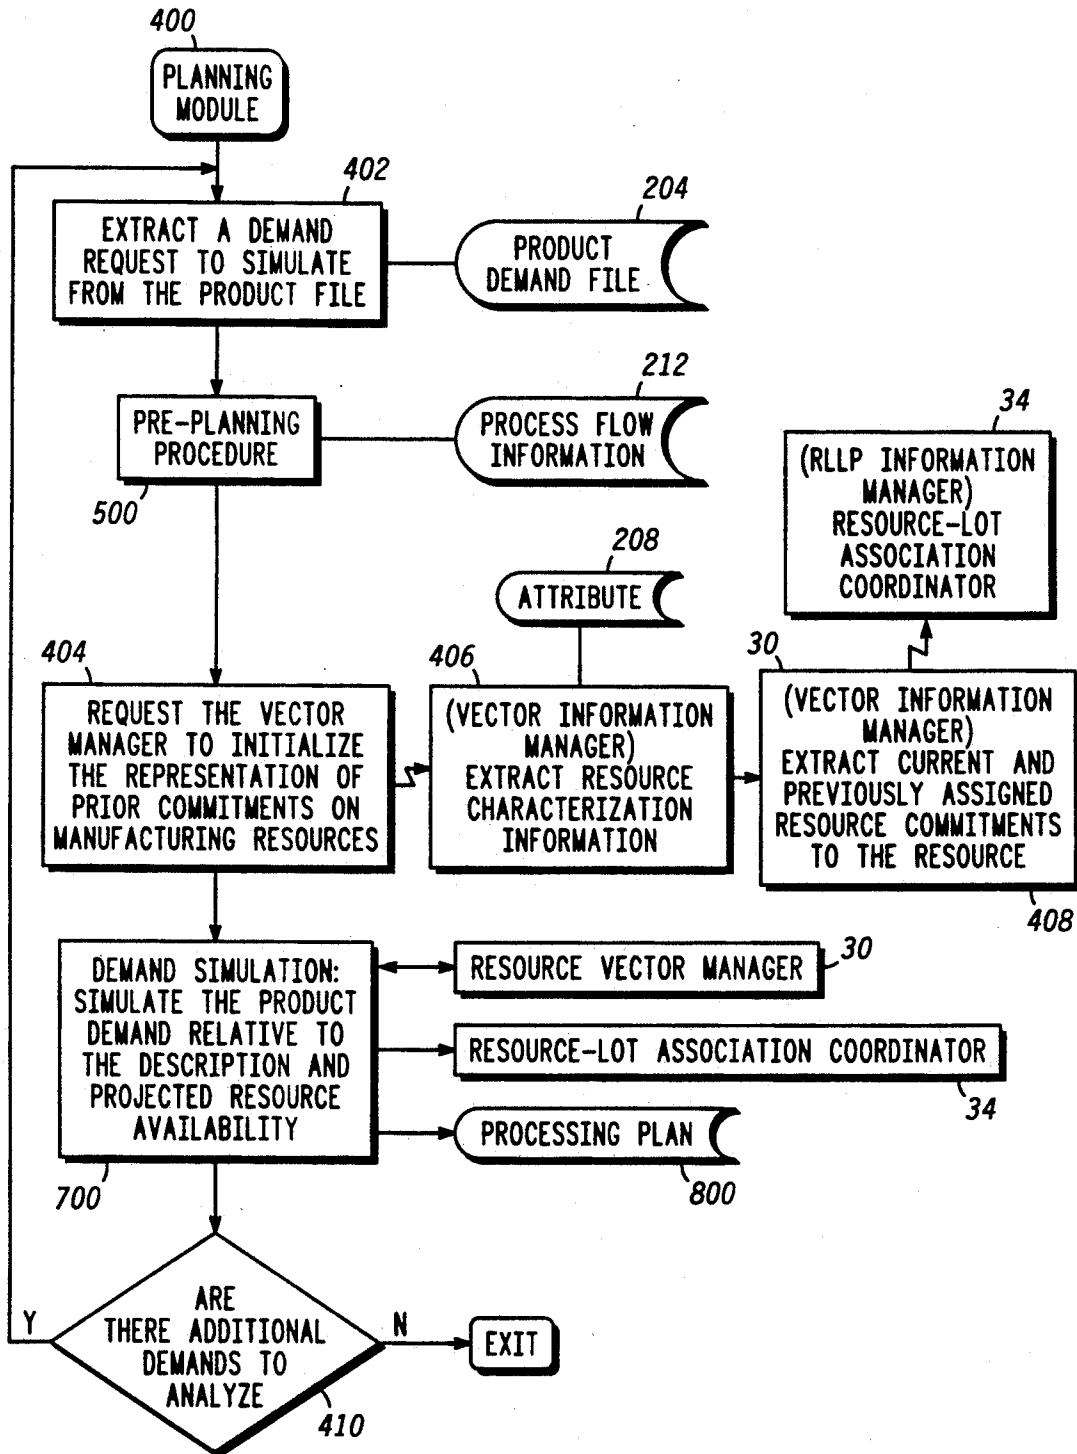 400
PLANNING
MODULE
402
EXTRACT A DEMAND
REQUEST TO SIMULATE
FROM THE PRODUCT FILE
204
PRODUCT
DEMAND FILE
PRE-PLANNING
PROCEDURE
500
212
PROCESS FLOW
INFORMATION
34
(RLLP INFORMATION
MANAGER)
RESOURCE-LOT
ASSOCIATION
COORDINATOR
208
ATTRIBUTE
404
REQUEST THE VECTOR
MANAGER TO INITIALIZE
THE REPRESENTATION OF
PRIOR COMMITMENTS ON
MANUFACTURING RESOURCES
406
(VECTOR INFORMATION
MANAGER)
EXTRACT RESOURCE
CHARACTERIZATION
INFORMATION
30
(VECTOR INFORMATION
MANAGER)
EXTRACT CURRENT AND
PREVIOUSLY ASSIGNED
RESOURCE COMMITMENTS
TO THE RESOURCE
408
DEMAND SIMULATION:
SIMULATE THE PRODUCT
DEMAND RELATIVE TO
THE DESCRIPTION AND
PROJECTED RESOURCE
AVAILABILITY
700
RESOURCE VECTOR MANAGER
30
RESOURCE-LOT ASSOCIATION COORDINATOR
34
PROCESSING PLAN
800
Y
ARE
THERE ADDITIONAL
DEMANDS TO
ANALYZE
410
N
EXIT